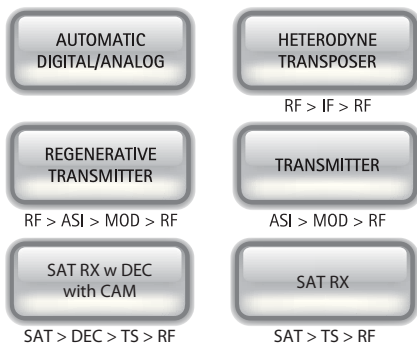 AUTOMATIC
DIGITAL/ANALOG
HETERODYNE
TRANSPOSER
RF > IF > RF
REGENERATIVE
TRANSMITTER
RF > ASI > MOD > RF
TRANSMITTER
ASI > MOD > RF
SAT RX w DEC
with CAM
SAT > DEC > TS > RF
SAT RX
SAT > TS > RF